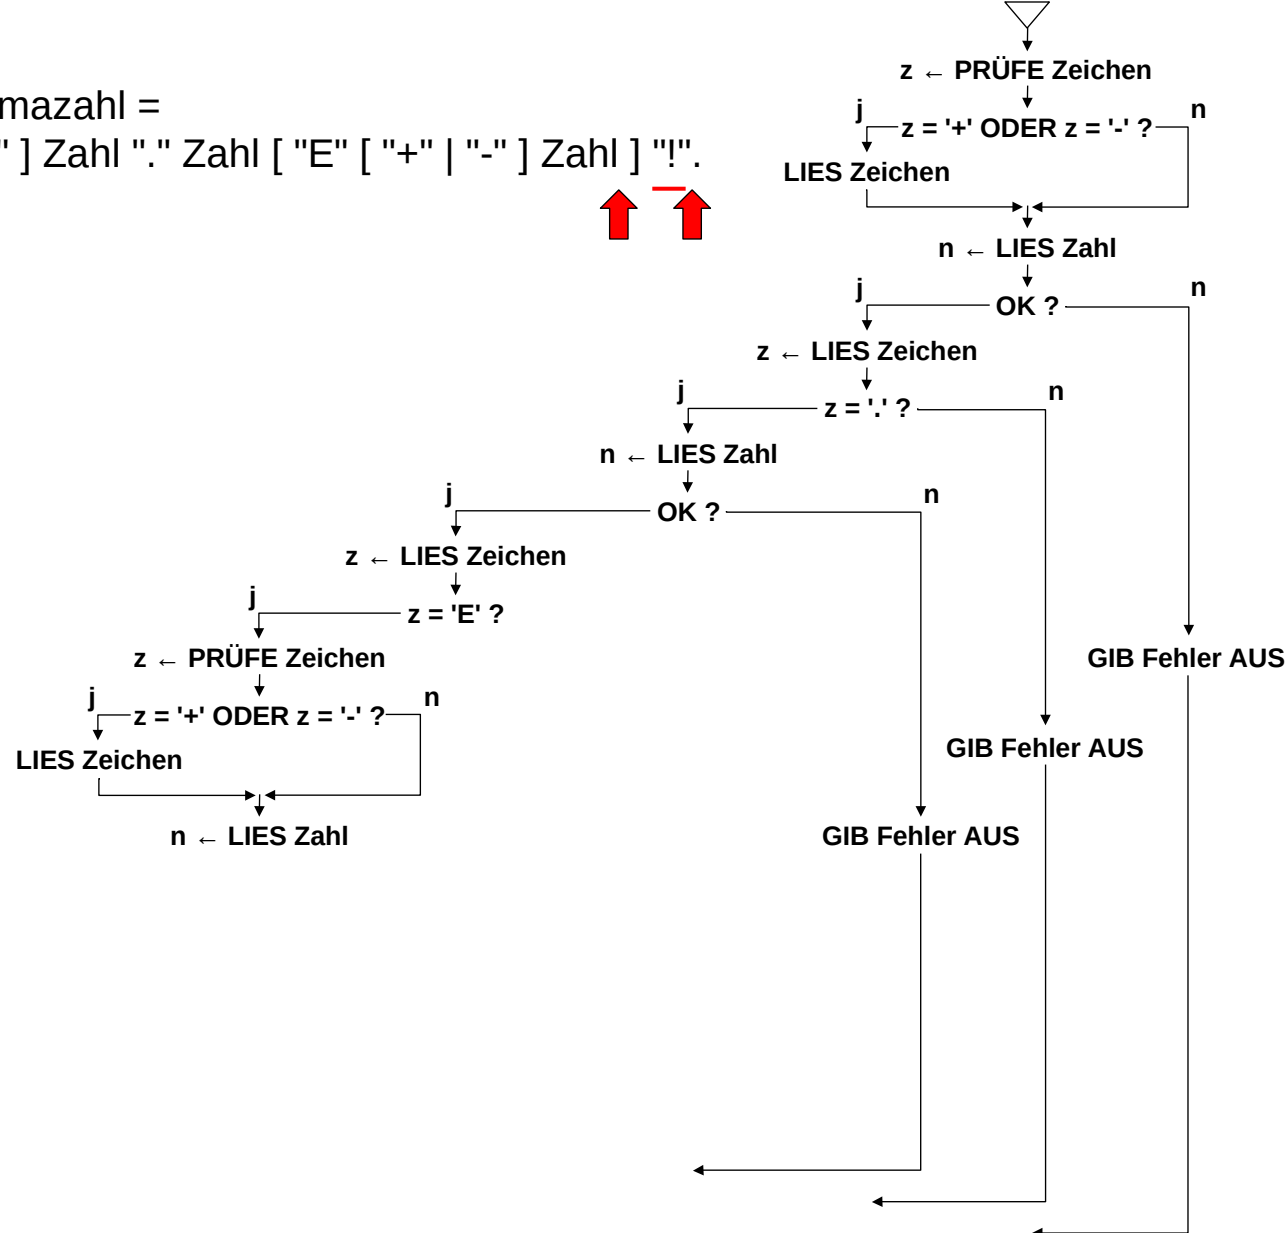 mazahl =
" ] Zahl "." Zahl [ "E" [ "+" | "-" ] Zahl ] "!".
z ← PRÜFE Zeichen
j
n
z = '+' ODER z = '-' ?
LIES Zeichen
n ← LIES Zahl
j
n
OK ?
z ← LIES Zeichen
j
n
z = '.' ?
n ← LIES Zahl
j
n
OK ?
z ← LIES Zeichen
j
z = 'E' ?
z ← PRÜFE Zeichen
GIB Fehler AUS
j
n
z = '+' ODER z = '-' ?
GIB Fehler AUS
LIES Zeichen
n ← LIES Zahl
GIB Fehler AUS